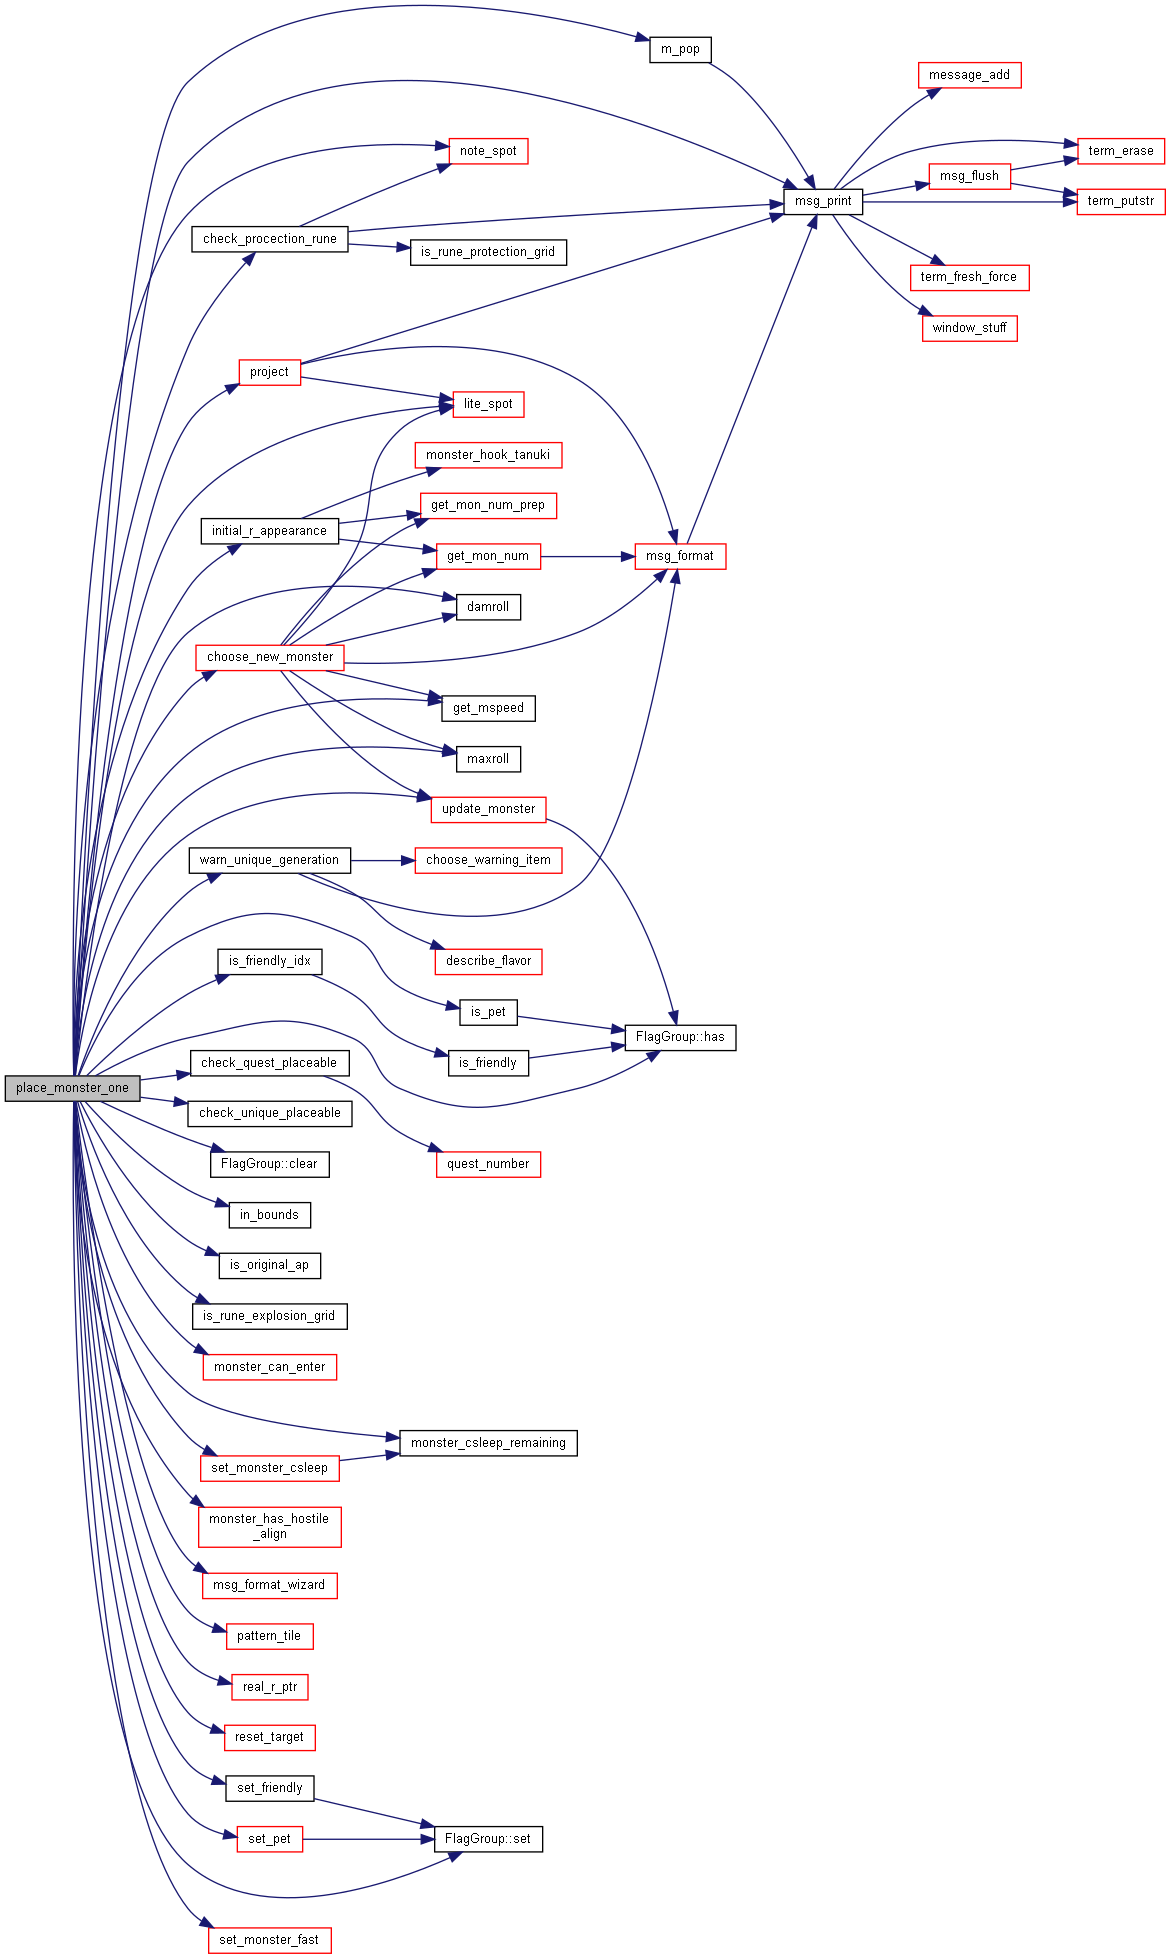 m_pop
message_add
note_spot
term_erase
msg_flush
msg_print
term_putstr
check_procection_rune
is_rune_protection_grid
term_fresh_force
window_stuff
project
lite_spot
monster_hook_tanuki
get_mon_num_prep
initial_r_appearance
get_mon_num
msg_format
damroll
choose_new_monster
get_mspeed
maxroll
update_monster
warn_unique_generation
choose_warning_item
is_friendly_idx
describe_flavor
is_pet
FlagGroup::has
check_quest_placeable
is_friendly
place_monster_one
check_unique_placeable
FlagGroup::clear
quest_number
in_bounds
is_original_ap
is_rune_explosion_grid
monster_can_enter
monster_csleep_remaining
set_monster_csleep
monster_has_hostile
_align
msg_format_wizard
pattern_tile
real_r_ptr
reset_target
set_friendly
set_pet
FlagGroup::set
set_monster_fast